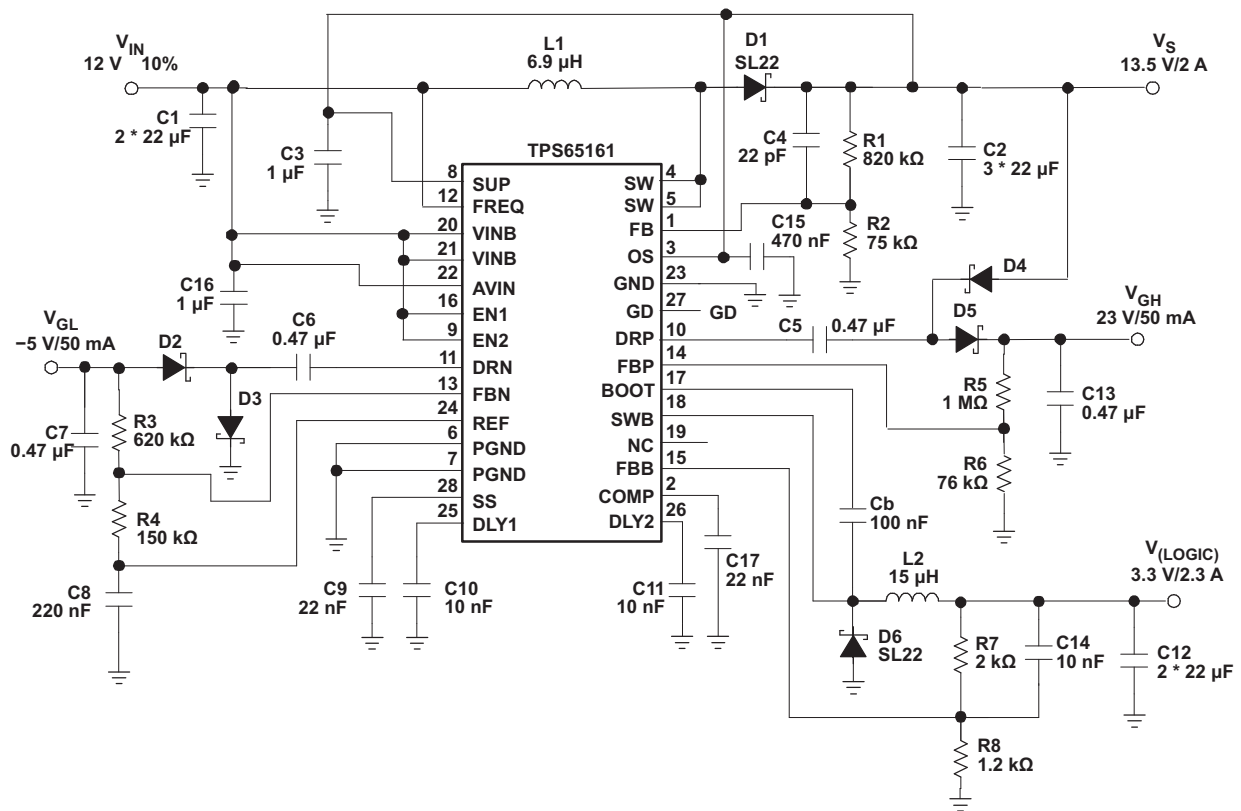 V_IN
12 V 10%
L1
6.9 µH
D1
SL22
V_S
13.5 V/2 A
C1
2 * 22 µF
C3
1 µF
TPS65161
C4
22 pF
R1
820 kΩ
C2
3 * 22 µF
8
SUP
12
FREQ
20
VINB
21
VINB
22
AVIN
16
EN1
9
EN2
11
DRN
13
FBN
24
REF
6
PGND
7
PGND
28
SS
25
DLY1
4
SW
5
SW
1
FB
3
OS
23
GND
27
GD
GD
10
DRP
14
FBP
17
BOOT
18
SWB
19
NC
15
FBB
2
COMP
26
DLY2
C15
470 nF
R2
75 kΩ
D4
C16
1 µF
V_GL
−5 V/50 mA
D2
C6
0.47 µF
C5
0.47 µF
D5
V_GH
23 V/50 mA
D3
C7
0.47 µF
R3
620 kΩ
R5
1 MΩ
C13
0.47 µF
R6
76 kΩ
R4
150 kΩ
Cb
100 nF
C8
220 nF
C9
22 nF
C10
10 nF
C11
10 nF
C17
22 nF
L2
15 µH
V_(LOGIC)
3.3 V/2.3 A
D6
SL22
R7
2 kΩ
C14
10 nF
C12
2 * 22 µF
R8
1.2 kΩ